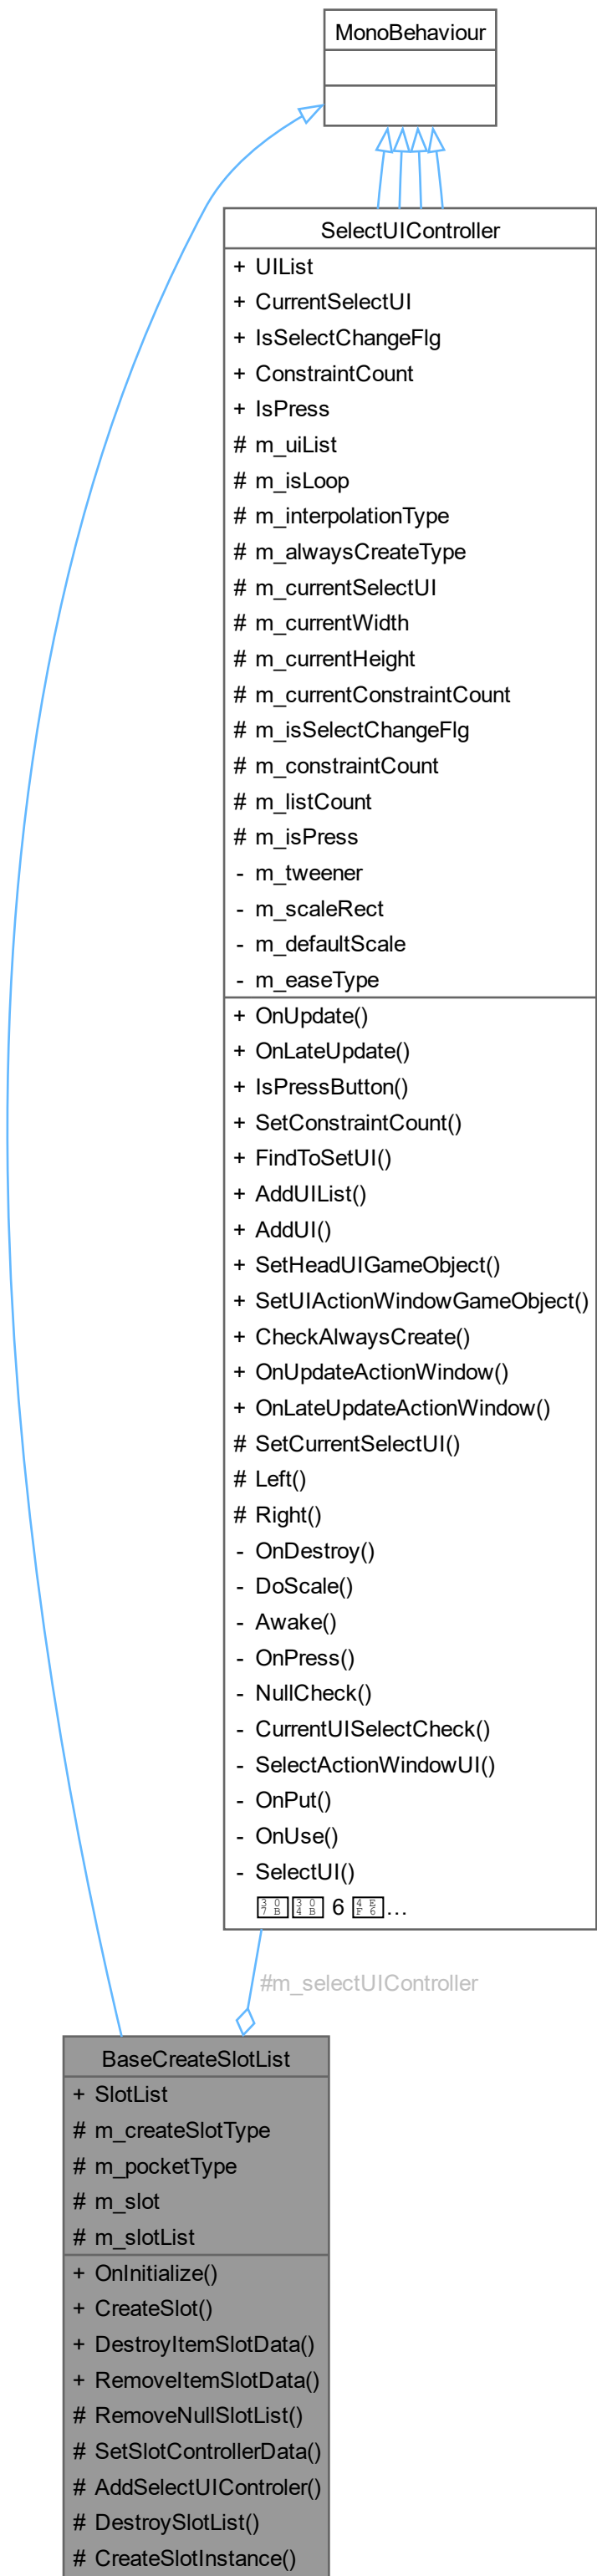 MonoBehaviour
SelectUIController
+ UIList
+ CurrentSelectUI
+ IsSelectChangeFlg
+ ConstraintCount
+ IsPress
# m_uiList
# m_isLoop
# m_interpolationType
# m_alwaysCreateType
# m_currentSelectUI
# m_currentWidth
# m_currentHeight
# m_currentConstraintCount
# m_isSelectChangeFlg
# m_constraintCount
# m_listCount
# m_isPress
- m_tweener
- m_scaleRect
- m_defaultScale
- m_easeType
+ OnUpdate()
+ OnLateUpdate()
+ IsPressButton()
+ SetConstraintCount()
+ FindToSetUI()
+ AddUIList()
+ AddUI()
+ SetHeadUIGameObject()
+ SetUIActionWindowGameObject()
+ CheckAlwaysCreate()
+ OnUpdateActionWindow()
+ OnLateUpdateActionWindow()
# SetCurrentSelectUI()
# Left()
# Right()
- OnDestroy()
- DoScale()
- Awake()
- OnPress()
- NullCheck()
- CurrentUISelectCheck()
- SelectActionWindowUI()
- OnPut()
- OnUse()
- SelectUI()
6 ...
#m_selectUIController
BaseCreateSlotList
+ SlotList
# m_createSlotType
# m_pocketType
# m_slot
# m_slotList
+ OnInitialize()
+ CreateSlot()
+ DestroyItemSlotData()
+ RemoveItemSlotData()
# RemoveNullSlotList()
# SetSlotControllerData()
# AddSelectUIControler()
# DestroySlotList()
# CreateSlotInstance()